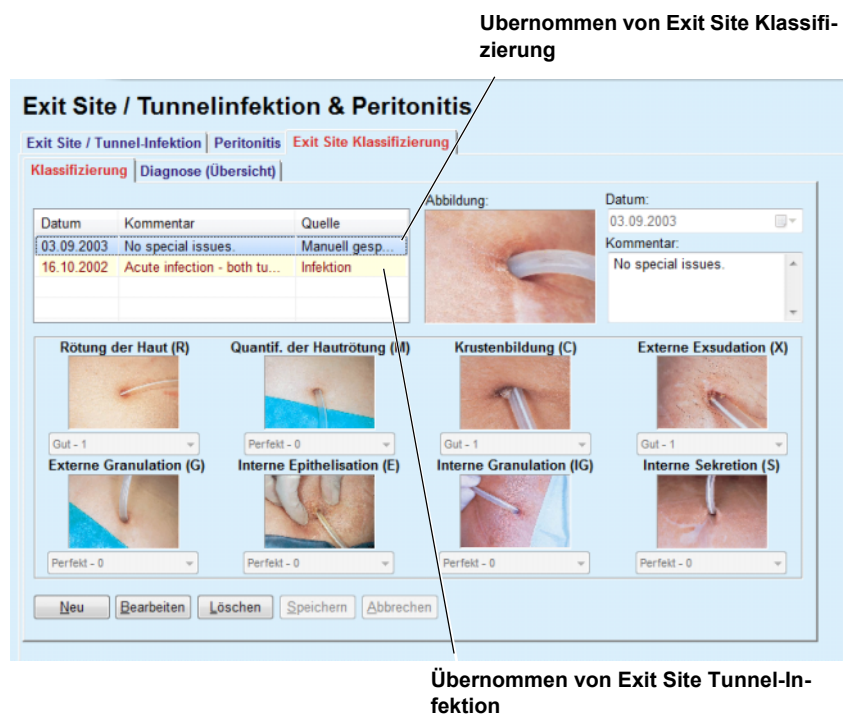 Ubernommen von Exit Site Klassifi-
zierung
Exit Site / Tunnelinfektion & Peritonitis
Exit Site / Tunnel-Infektion Peritonitis Exit Site Klassifizierung
Klassifizierung Diagnose (Übersicht)
Abbildung: Datum:
Datum Kommentar Quelle 03.09.2003
03.09.2003 No special issues. Manuell gesp... Kommentar:
16.10.2002 Acute infection - both tu... Infektion No special issues.
Rötung der Haut (R) Quantif. der Hautrötung (M) Krustenbildung (C) Externe Exsudation (X)
Gut - 1 Perfekt - 0 Gut - 1 Gut - 1
Externe Granulation (G) Interne Epithelisation (E) Interne Granulation (IG) Interne Sekretion (S)
Perfekt - 0 Perfekt - 0 Perfekt - 0 Perfekt - 0
Neu Bearbeiten Löschen Speichern Abbrechen
Übernommen von Exit Site Tunnel-In-
fektion